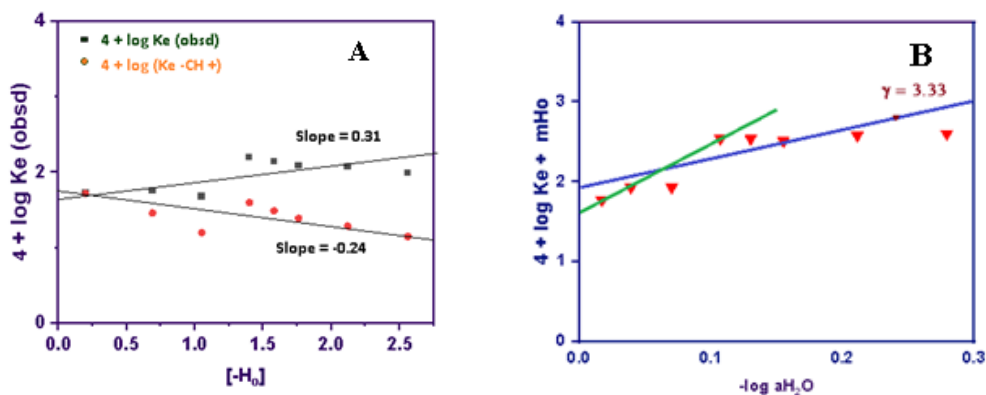 A
4 + log Ke (obsd)
4 + log (Ke -CH +)
Slope = 0.31
Slope = -0.24
4 + log Ke (obsd)
4
2
0
0.0 0.5 1.0 1.5 2.0 2.5
[-H₀]
B
γ = 3.33
4 + log Ke + mHo
4
3
2
1
0
0.0 0.1 0.2 0.3
-log aH₂O